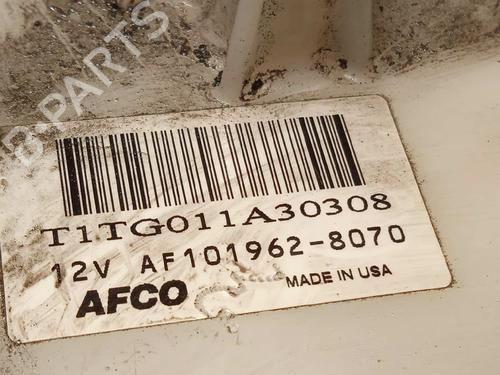 B-PARTS
T1TG011A30308
12V AF101962-8070
AFCO
MADE IN USA